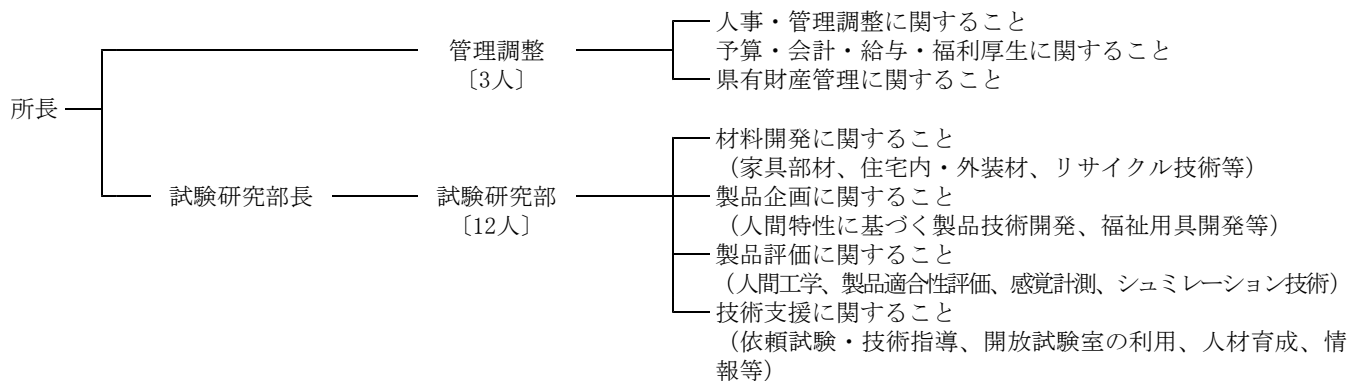 人事・管理調整に関すること
管理調整
予算・会計・給与・福利厚生に関すること
〔3人〕
県有財産管理に関すること
所長
材料開発に関すること
（家具部材、住宅内・外装材、リサイクル技術等）
試験研究部長
試験研究部
製品企画に関すること
〔12人〕
（人間特性に基づく製品技術開発、福祉用具開発等）
製品評価に関すること
（人間工学、製品適合性評価、感覚計測、シュミレーション技術）
技術支援に関すること
（依頼試験・技術指導、開放試験室の利用、人材育成、情
報等）